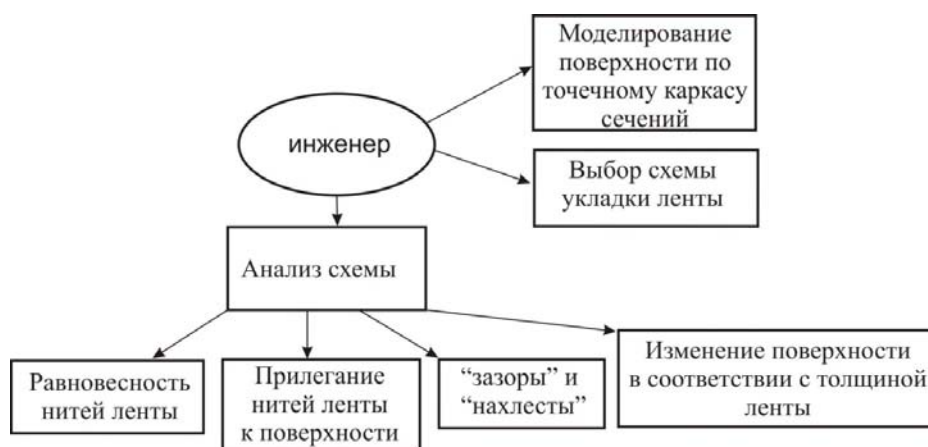 Моделирование
поверхности по
точечному каркасу
сечений
инженер
Выбор схемы
укладки ленты
Анализ схемы
Равновесность
нитей ленты
Прилегание
нитей ленты
к поверхности
“зазоры” и
“нахлесты”
Изменение поверхности
в соответствии с толщиной
ленты